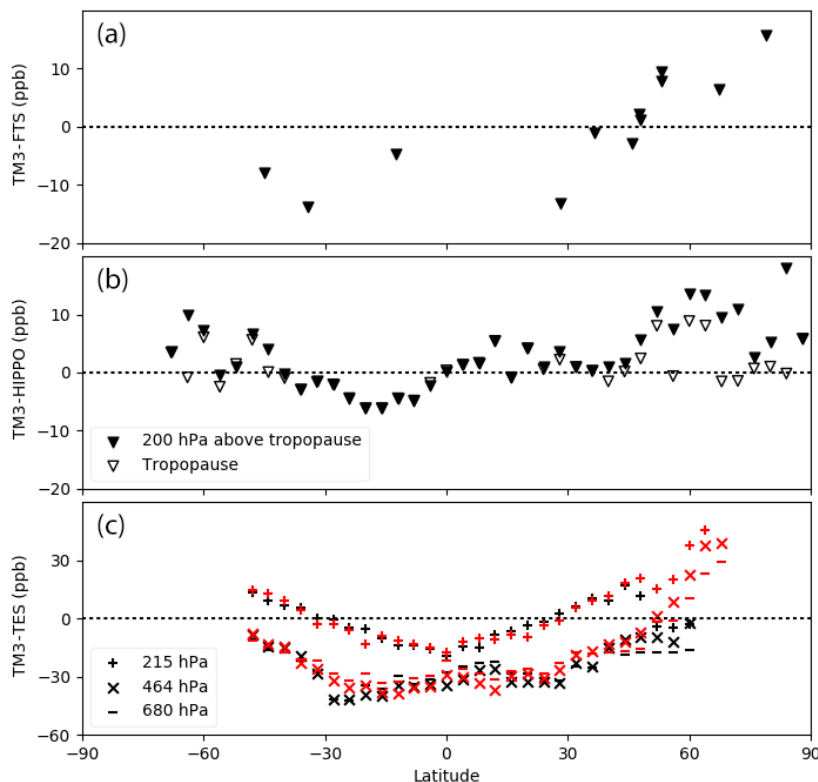 (a)
TM3-FTS (ppb)
10
0
−10
−20
(b)
TM3-HIPPO (ppb)
10
0
−10
−20
200 hPa above tropopause
Tropopause
(c)
TM3-TES (ppb)
30
0
−30
−60
215 hPa
464 hPa
680 hPa
−90 −60 −30 0 30 60 90
Latitude